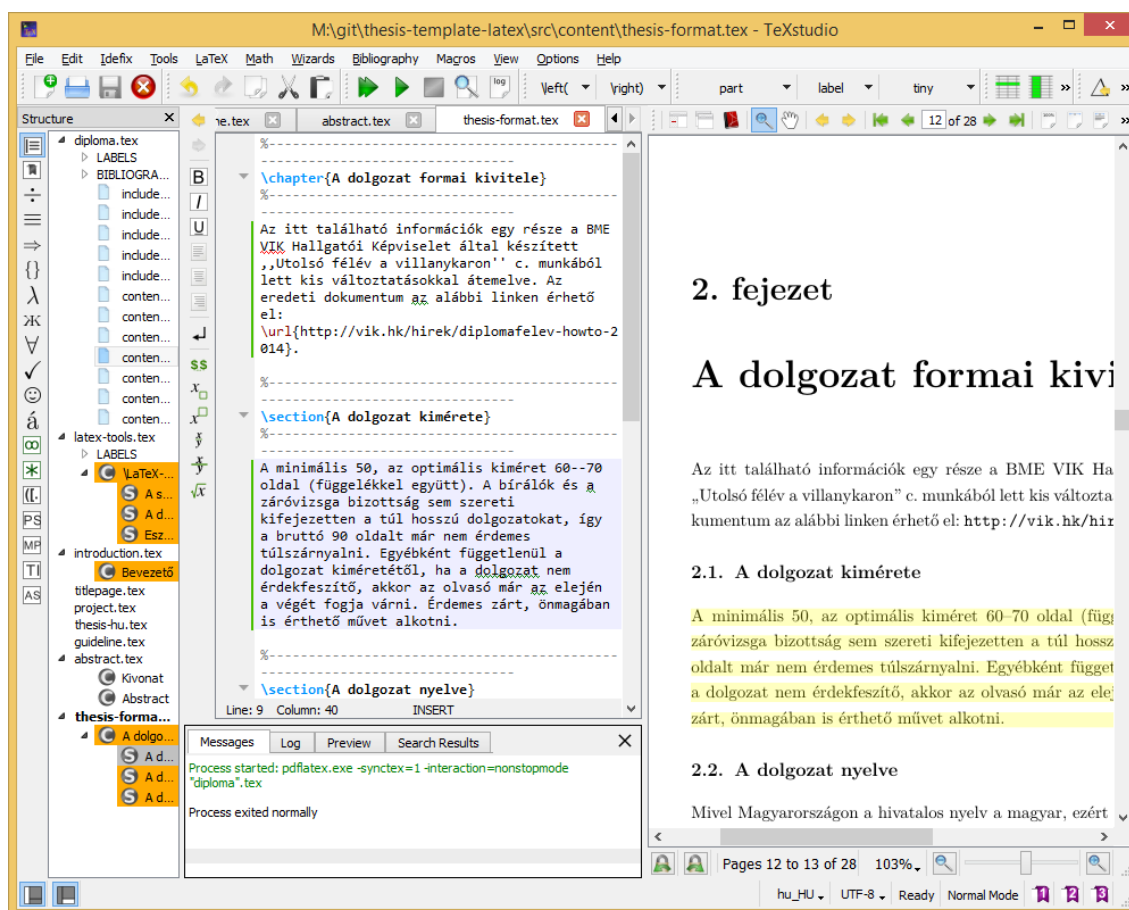 M:\git\thesis-template-latex\src\content\thesis-format.tex - TeXstudio
File Edit Idefix Tools LaTeX Math Wizards Bibliography Macros View Options Help
log \left( \right) part label tiny »  »
Structure
diploma.tex
LABELS
BIBLIOGRA...
include...
include...
include...
include...
include...
conten...
conten...
conten...
conten...
conten...
conten...
conten...
latex-tools.tex
LABELS
\LaTeX-...
A s...
A d...
Esz...
introduction.tex
Bevezető
titlepage.tex
project.tex
thesis-hu.tex
guideline.tex
abstract.tex
Kivonat
Abstract
thesis-forma...
A dolgo...
A d...
A d...
A d...
{}
λ
Ж
∀
á
PS
MP
TI
AS
ne.tex abstract.tex thesis-format.tex
B
I
U
$$
%------------------------------------------------
-----------------------------------
\chapter{A dolgozat formai kivitele}
%------------------------------------------------
-----------------------------------
Az itt található információk egy része a BME
VIK Hallgatói Képviselet által készített
,,Utolsó félév a villanykaron'' c. munkából
lett kis változtatásokkal átemelve. Az
eredeti dokumentum az alábbi linken érhető
el:
\url{http://vik.hk/hirek/diplomafelev-howto-2
014}.
%------------------------------------------------
-----------------------------------
\section{A dolgozat kimérete}
%------------------------------------------------
-----------------------------------
A minimális 50, az optimális kiméret 60--70
oldal (függelékkel együtt). A bírálók és a
záróvizsga bizottság sem szereti
kifejezetten a túl hosszú dolgozatokat, így
a bruttó 90 oldalt már nem érdemes
túlszárnyalni. Egyébként függetlenül a
dolgozat kiméretétől, ha a dolgozat nem
érdekfeszítő, akkor az olvasó már az elején
a végét fogja várni. Érdemes zárt, önmagában
is érthető művet alkotni.
%------------------------------------------------
-----------------------------------
\section{A dolgozat nyelve}
Line: 9 Column: 40 INSERT
Messages Log Preview Search Results
Process started: pdflatex.exe -synctex=1 -interaction=nonstopmode
"diploma".tex
Process exited normally
12 of 28 »
2. fejezet
A dolgozat formai kivi
Az itt található információk egy része a BME VIK Ha
„Utolsó félév a villanykaron” c. munkából lett kis változta
kumentum az alábbi linken érhető el: http://vik.hk/hir
2.1. A dolgozat kimérete
A minimális 50, az optimális kiméret 60–70 oldal (függ
záróvizsga bizottság sem szereti kifejezetten a túl hossz
oldalt már nem érdemes túlszárnyalni. Egyébként függet
a dolgozat nem érdekfeszítő, akkor az olvasó már az elej
zárt, önmagában is érthető művet alkotni.
2.2. A dolgozat nyelve
Mivel Magyarországon a hivatalos nyelv a magyar, ezért
Pages 12 to 13 of 28 103%
hu_HU UTF-8 Ready Normal Mode 1 2 3